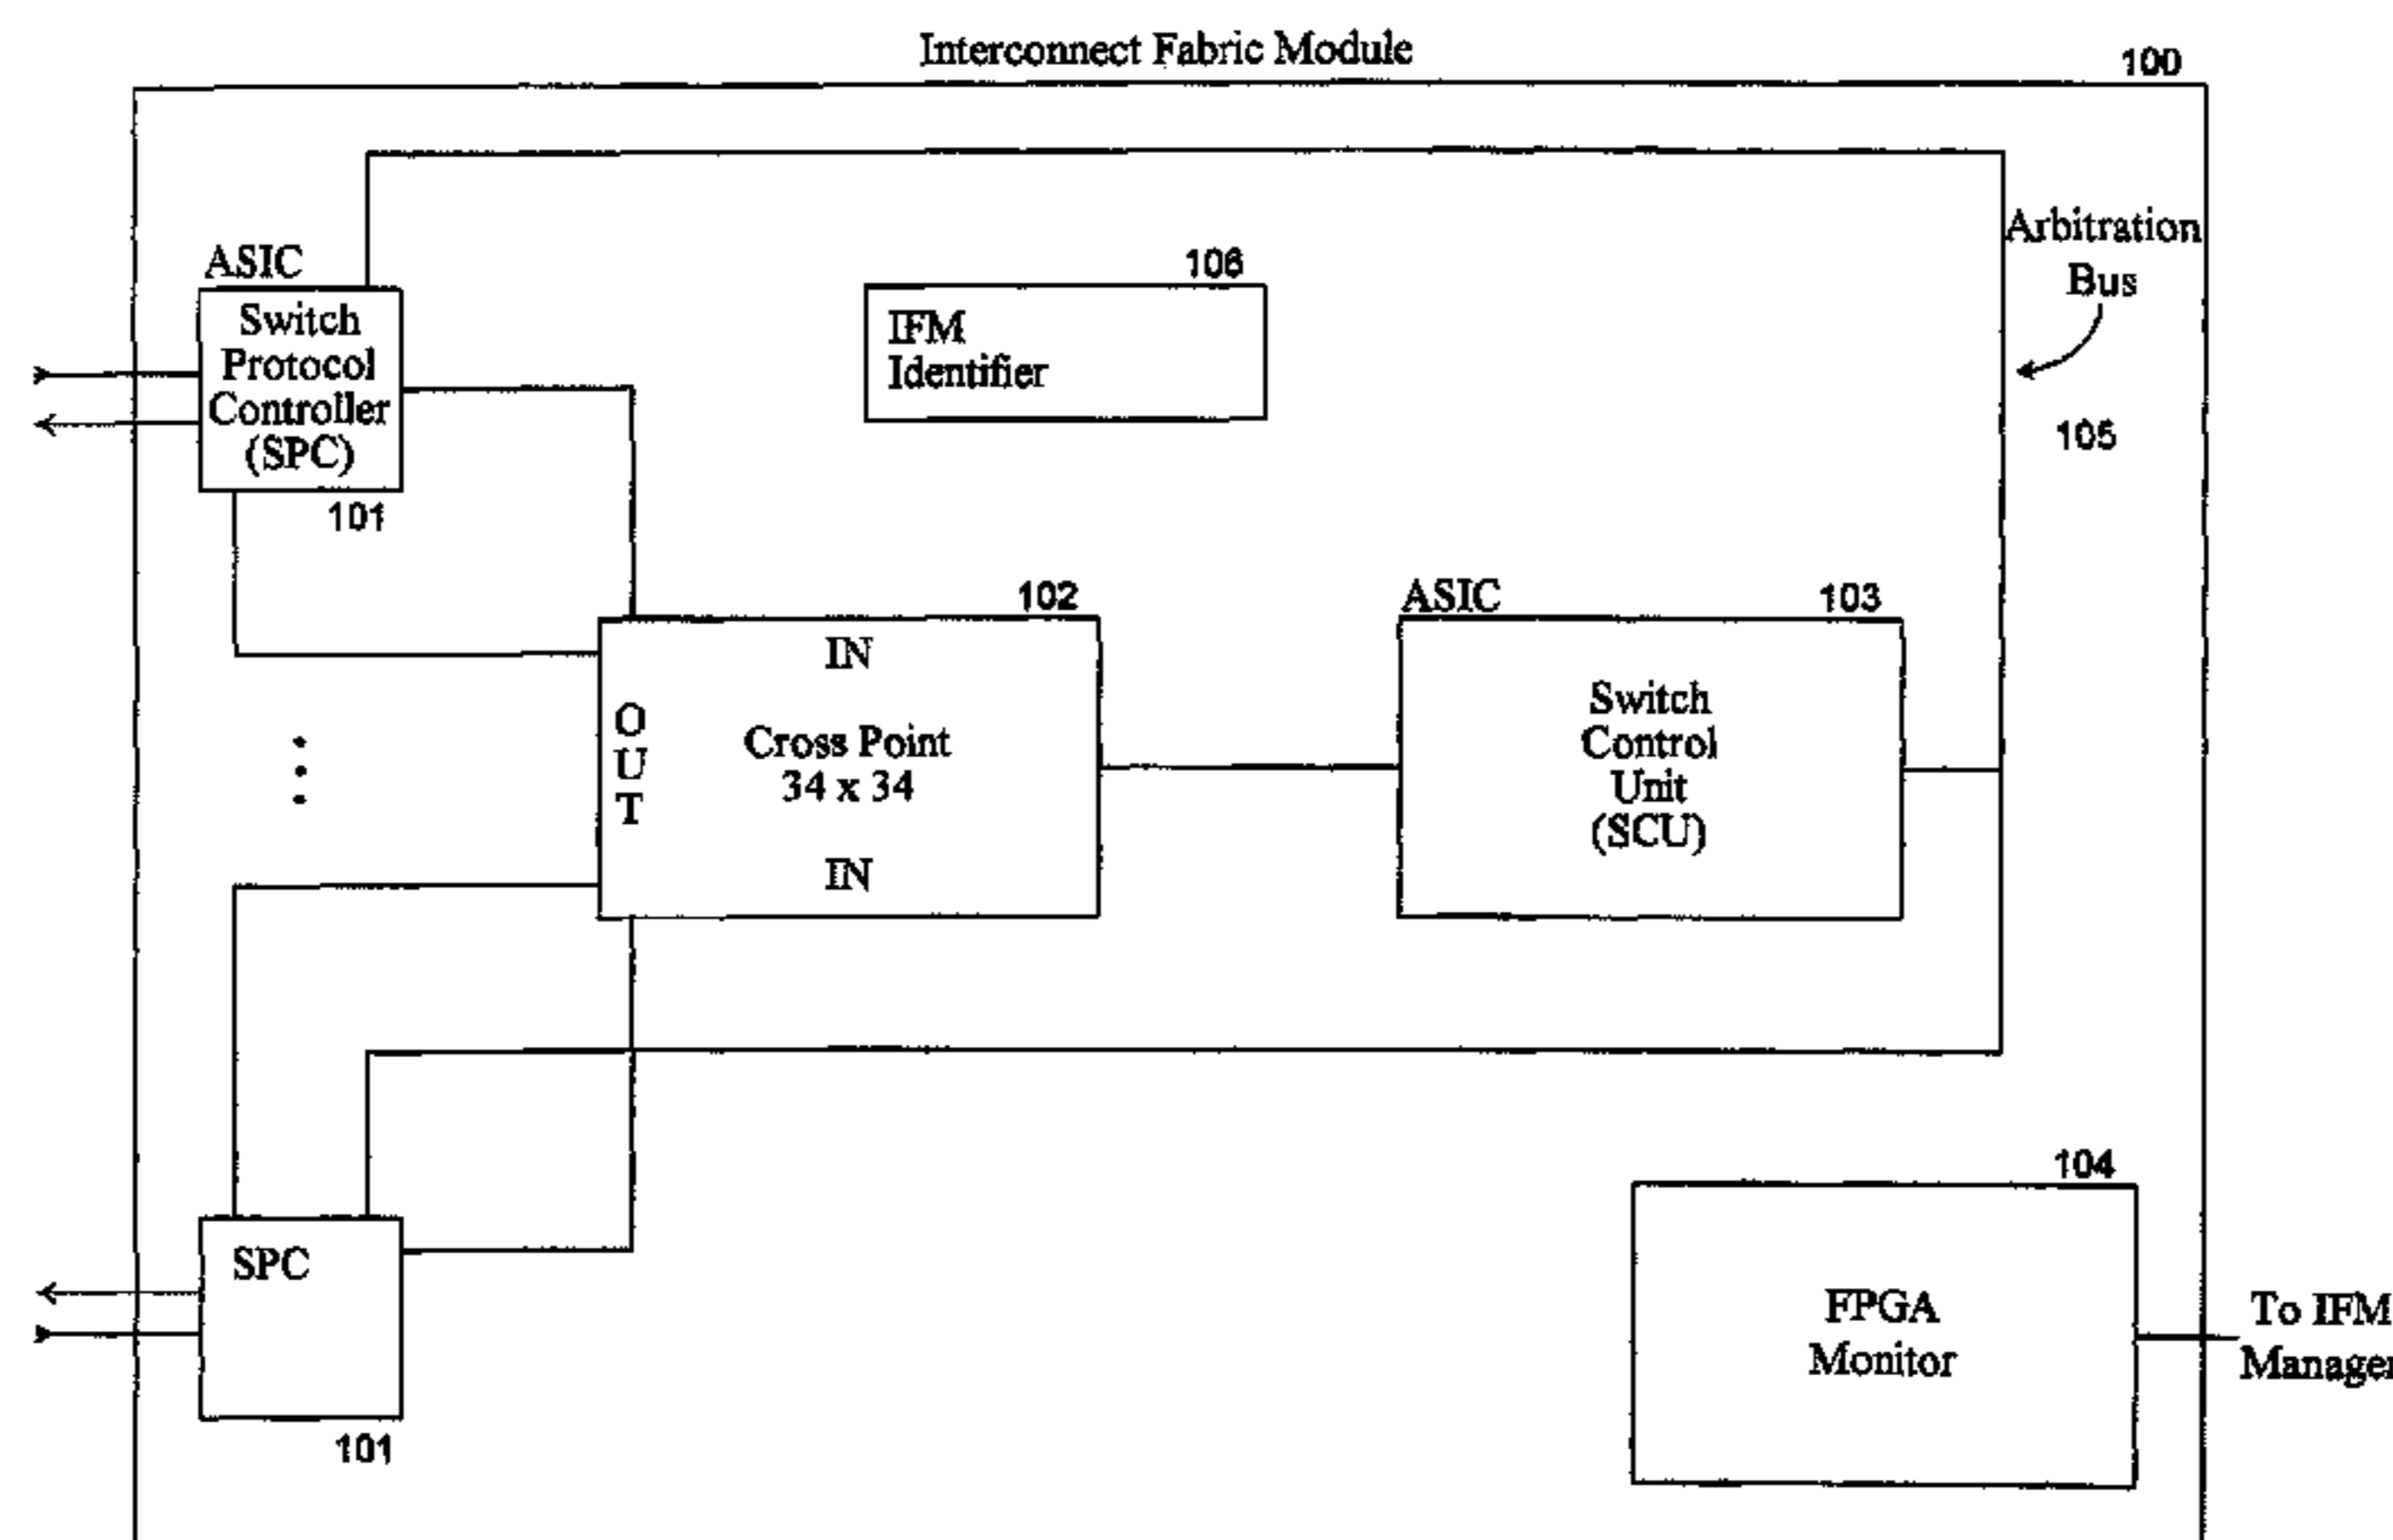 Interconnect Fabric Module
100
Arbitration
Bus
105
ASIC
Switch
Protocol
Controller
(SPC)
101
106
IFM
Identifier
102
IN
O
U
T
Cross Point
34 x 34
IN
ASIC
103
Switch
Control
Unit
(SCU)
SPC
101
104
FPGA
Monitor
To IFM
Manager